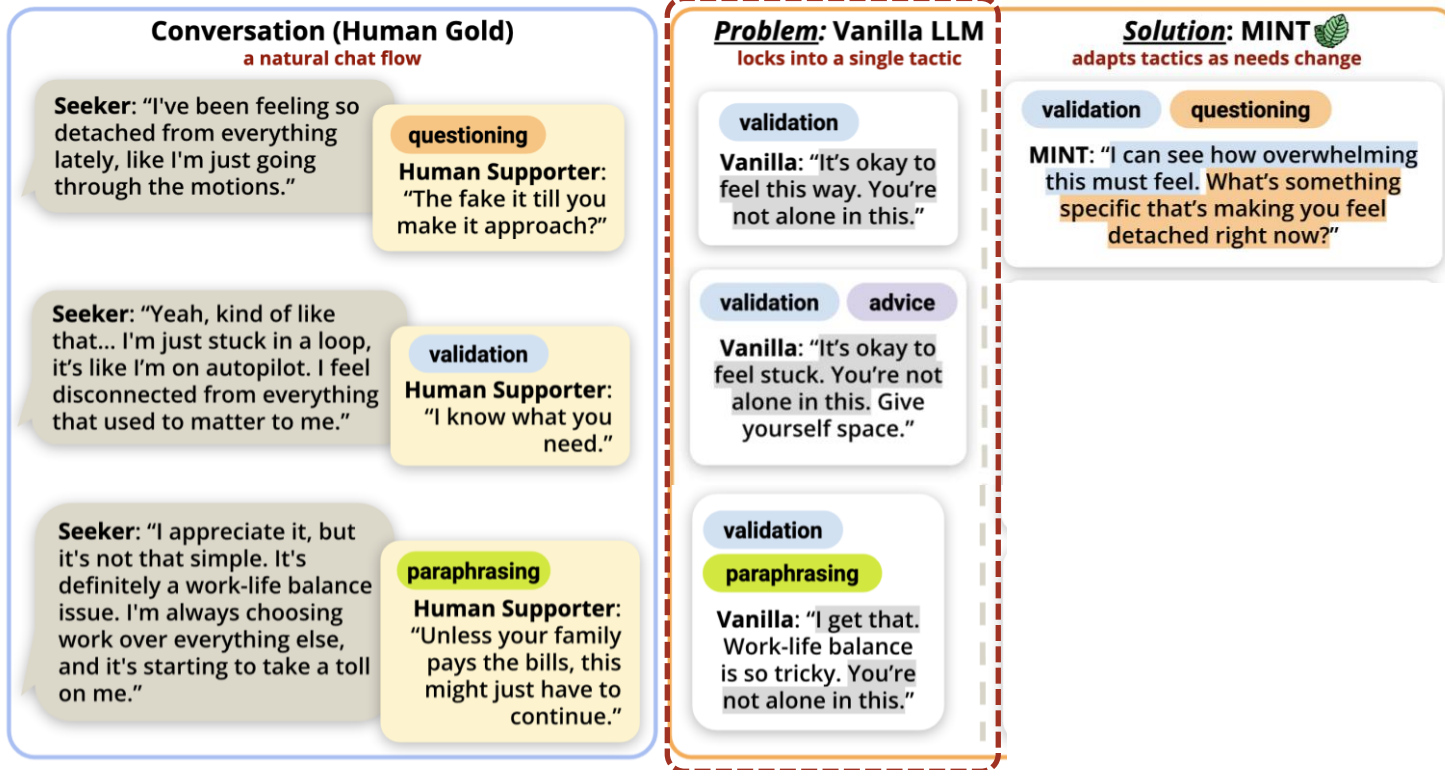 Conversation (Human Gold)
a natural chat flow
Seeker: “I've been feeling so
detached from everything
lately, like I'm just going
through the motions.”
questioning
Human Supporter:
“The fake it till you
make it approach?”
Seeker: “Yeah, kind of like
that... I'm just stuck in a loop,
it’s like I’m on autopilot. I feel
disconnected from everything
that used to matter to me.”
validation
Human Supporter:
“I know what you
need.”
Seeker: “I appreciate it, but
it's not that simple. It's
definitely a work-life balance
issue. I'm always choosing
work over everything else,
and it's starting to take a toll
on me.”
paraphrasing
Human Supporter:
“Unless your family
pays the bills, this
might just have to
continue.”
Problem: Vanilla LLM
locks into a single tactic
validation
Vanilla: “It’s okay to
feel this way. You’re
not alone in this.”
validation advice
Vanilla: “It’s okay to
feel stuck. You’re not
alone in this. Give
yourself space.”
validation
paraphrasing
Vanilla: “I get that.
Work-life balance
is so tricky. You’re
not alone in this.”
Solution: MINT
adapts tactics as needs change
validation questioning
MINT: “I can see how overwhelming
this must feel. What’s something
specific that’s making you feel
detached right now?”